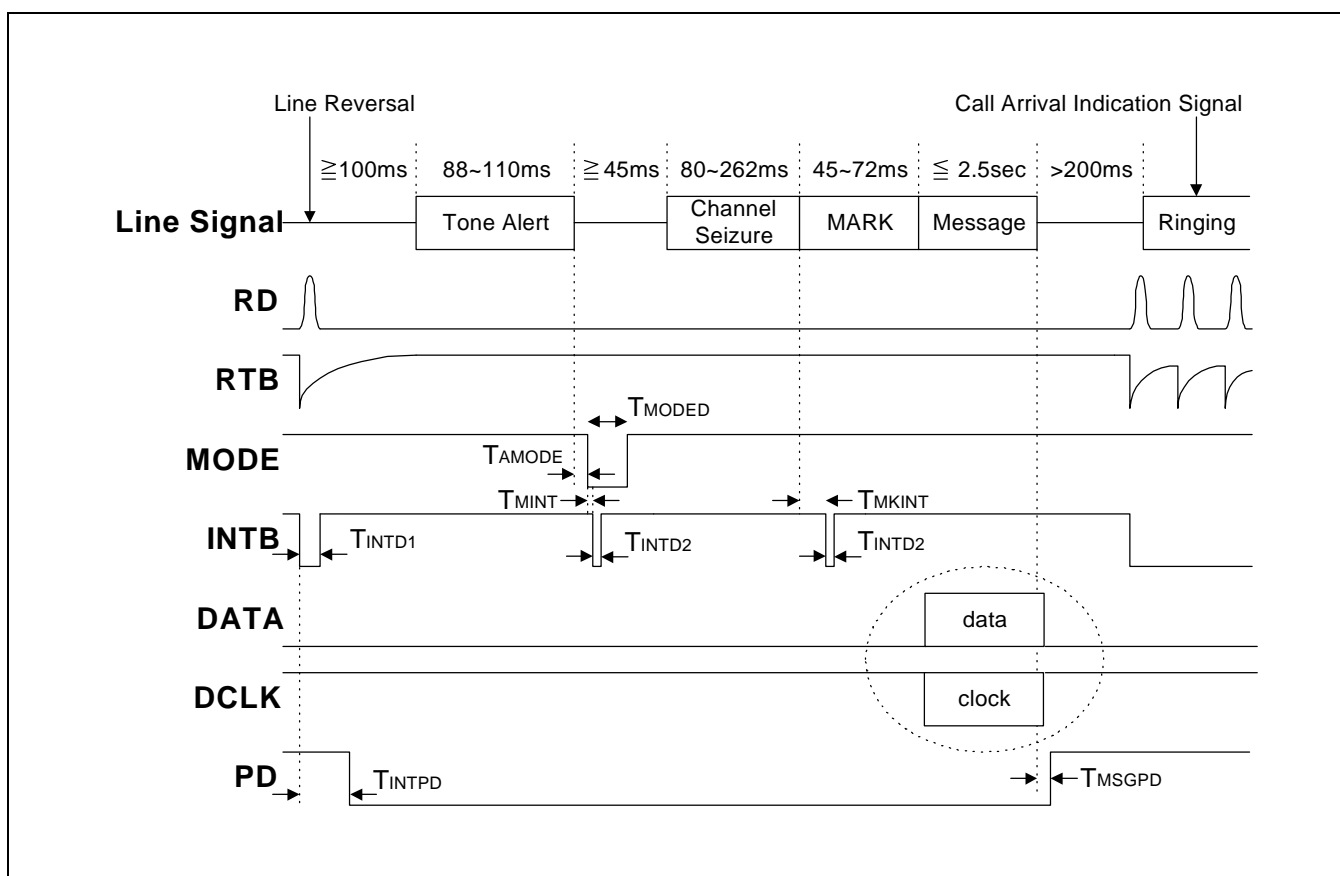 Line Reversal
Call Arrival Indication Signal
≧100ms 88~110ms ≧ 45ms 80~262ms 45~72ms ≦ 2.5sec >200ms
Line Signal Tone Alert Channel Seizure MARK Message Ringing
RD
RTB
TMODED
MODE
TAMODE
TMINT TMKINT
INTB TINTD1 TINTD2 TINTD2
DATA data
DCLK clock
PD TINTPD TMSGPD